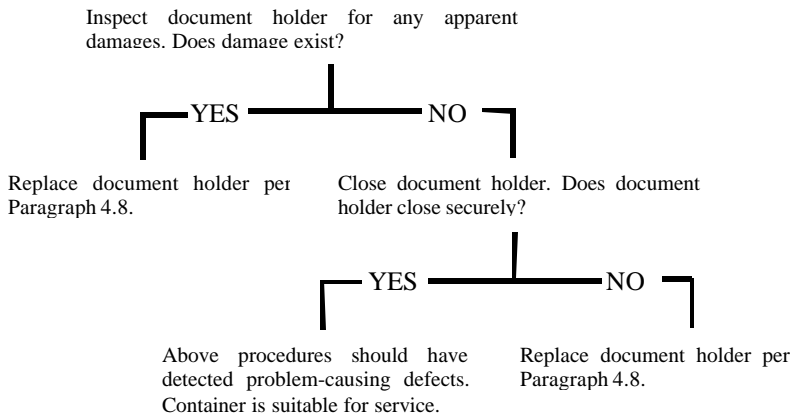 Inspect document holder for any apparent
damages. Does damage exist?
YES
NO
Replace document holder per
Paragraph 4.8.
Close document holder. Does document
holder close securely?
YES
NO
Above procedures should have
detected problem-causing defects.
Container is suitable for service.
Replace document holder per
Paragraph 4.8.